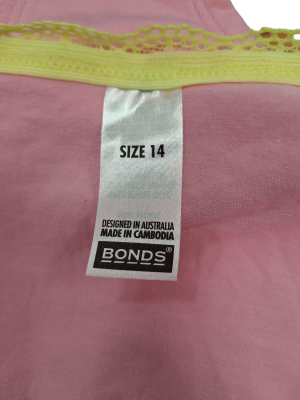 SIZE 14
DESIGNED IN AUSTRALIA
MADE IN CAMBODIA
BONDS®